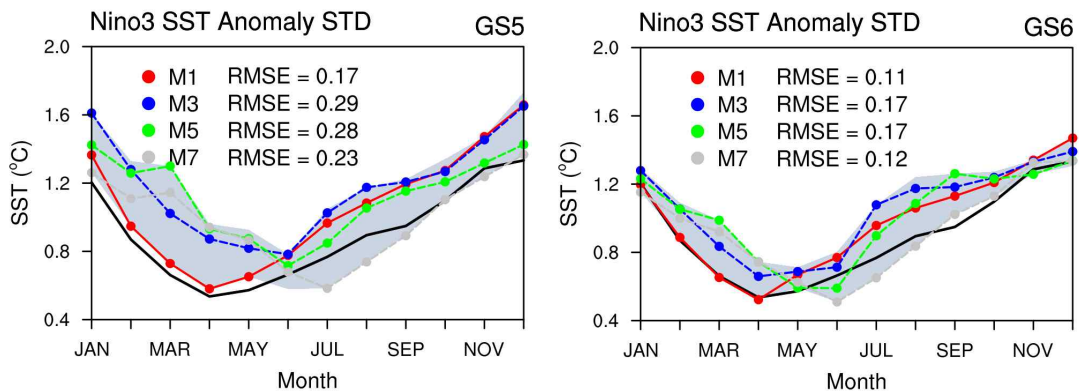 Nino3 SST Anomaly STD GS5
2.0
1.6
1.2
0.8
0.4
SST (°C)
M1 RMSE = 0.17
M3 RMSE = 0.29
M5 RMSE = 0.28
M7 RMSE = 0.23
JAN MAR MAY JUL SEP NOV
Month
Nino3 SST Anomaly STD GS6
2.0
1.6
1.2
0.8
0.4
SST (°C)
M1 RMSE = 0.11
M3 RMSE = 0.17
M5 RMSE = 0.17
M7 RMSE = 0.12
JAN MAR MAY JUL SEP NOV
Month